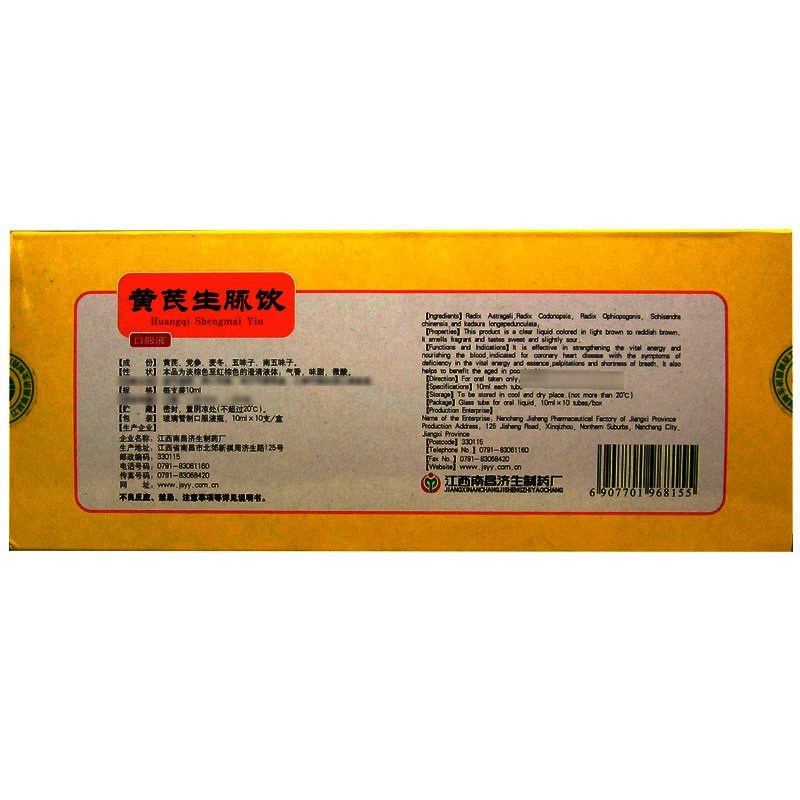 黄芪生脉饮
Huangqi Shengmai Yin
口服液
【成 份】黄芪、党参、麦冬、五味子、南五味子。
【性 状】本品为淡棕色至红棕色的澄清液体；气香，味甜、微酸。
【规 格】每支装10ml
【贮 藏】密封，置阴凉处(不超过20℃)。
【包 装】玻璃管制口服液瓶，10ml×10支/盒
【生产企业】
企业名称：江西南昌济生制药厂
生产地址：江西省南昌市北郊新祺周济生路125号
邮政编码：330115
电话号码：0791-83061160
传真号码：0791-83068420
网 址：www.jsyy.com.cn
不良反应、禁忌、注意事项等详见说明书。
【Ingredients】Radix Astragali,Radix Codonopsis, Radix Ophiopogonis, Schisandra
chinensis,and kadsura longepedunculata.
【Properties】This product is a clear liquid colored in light brown to reddish brown.
It smells fragrant and tastes sweet and slightly sour.
【Functions and Indications】It is effective in strengthening the vital energy and
nourishing the blood,indicated for coronary heart disease with the symptoms of
deficiency in the vital energy and essence,palpitations and shortness of breath. It also
helps to benefit the aged in poo
【Direction】For oral taken only,
【Specifications】10ml each tube.
【Storage】To be stored in cool and dry place (not more than 20℃)
【Package】Glass tube for oral liquid, 10ml×10 tubes/box
【Production Enterprise】
Name of the Enterprise, Nanchang Jisheng Pharmaceutical Factory of Jiangxi Province
Production Address, 125 Jisheng Road, Xinqizhou, Northern Suburbs, Nanchang City,
Jiangxi Province
【Postcode】330115
【Telephone No.】0791-83061160
【Fax No.】0791-83068420
【Website】www.jsyy.com.cn
江西南昌济生制药厂
JIANGXINANCHANGJISHENGZHIYAOCHANG
6 907701 968155